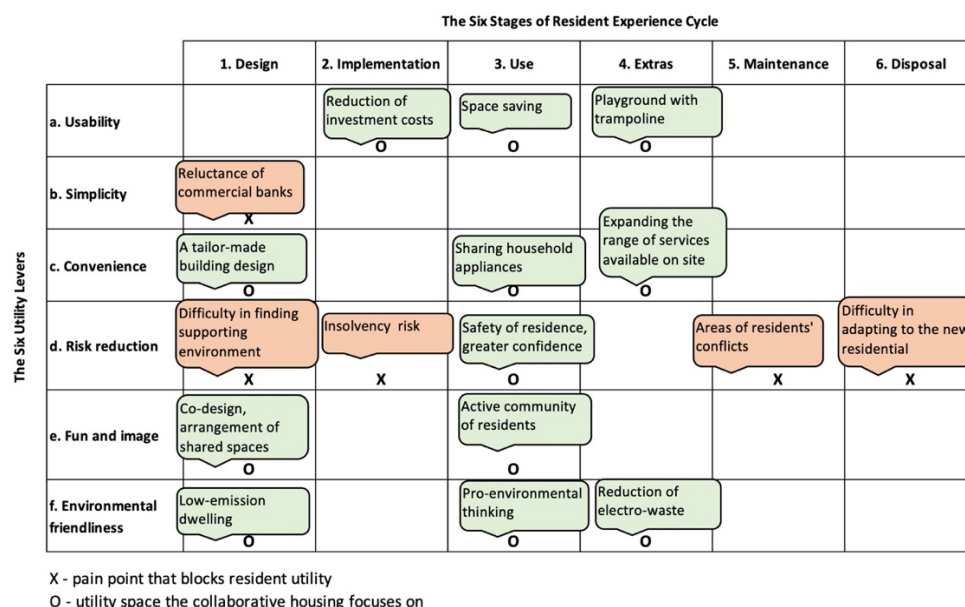 The Six Stages of Resident Experience Cycle
1. Design
2. Implementation
3. Use
4. Extras
5. Maintenance
6. Disposal
The Six Utility Levers
a. Usability
Reduction of
investment costs
O
Space saving
O
Playground with
trampoline
O
b. Simplicity
Reluctance of
commercial banks
X
c. Convenience
A tailor-made
building design
O
Sharing household
appliances
O
Expanding the
range of services
available on site
O
d. Risk reduction
Difficulty in finding
supporting
environment
X
Insolvency risk
X
Safety of residence,
greater confidence
O
Areas of residents'
conflicts
X
Difficulty in
adapting to the new
residential
X
e. Fun and image
Co-design,
arrangement of
shared spaces
O
Active community
of residents
O
f. Environmental
friendliness
Low-emission
dwelling
O
Pro-environmental
thinking
O
Reduction of
electro-waste
O
X - pain point that blocks resident utility
O - utility space the collaborative housing focuses on